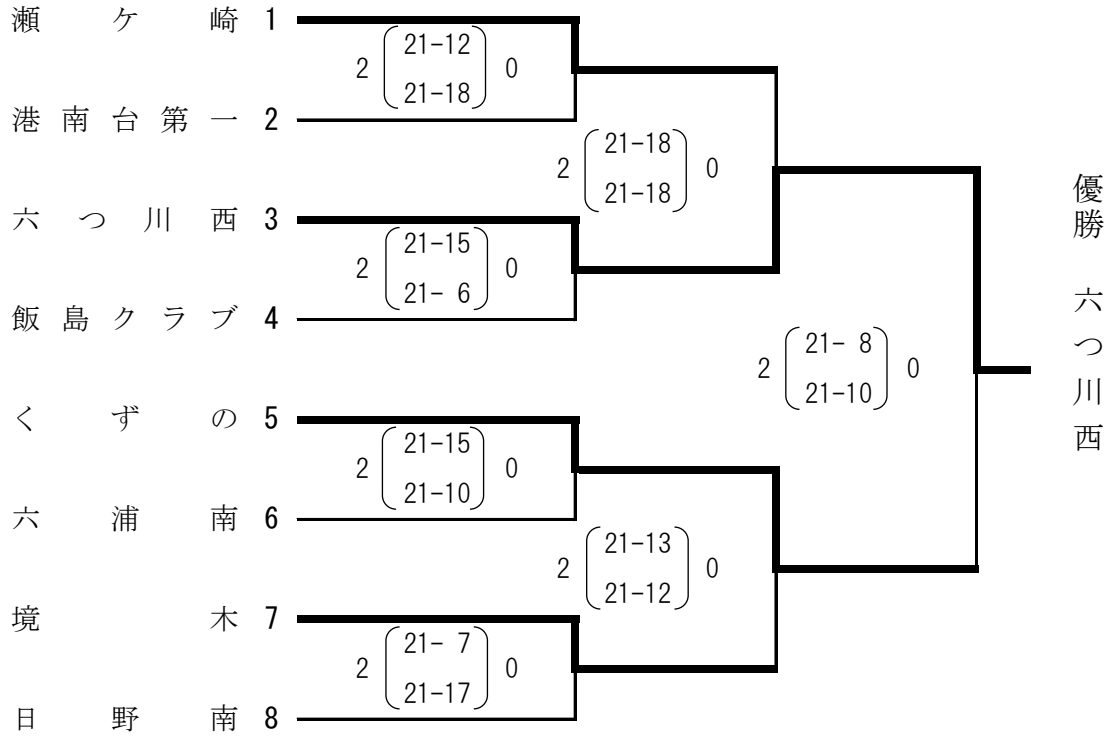 瀬ケ崎 1
2 21-12 0
21-18
港南台第一 2
2 21-18 0
21-18
六つ川西 3
2 21-15 0
21- 6
飯島クラブ 4
2 21- 8 0
21-10
くずの 5
2 21-15 0
21-10
六浦南 6
2 21-13 0
21-12
境木 7
2 21- 7 0
21-17
日野南 8
優勝 六つ川西